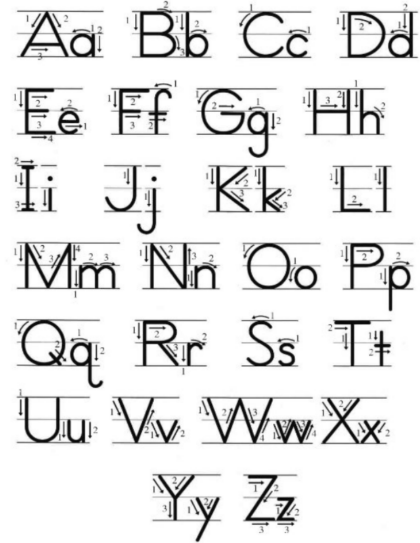 Aa Bb Cc Dd
Ee Ff Gg Hh
Ii Jj Kk Ll
Mm Nn Oo Pp
Qq Rr Ss Tt
Uu Vv Ww Xx
Yy Zz